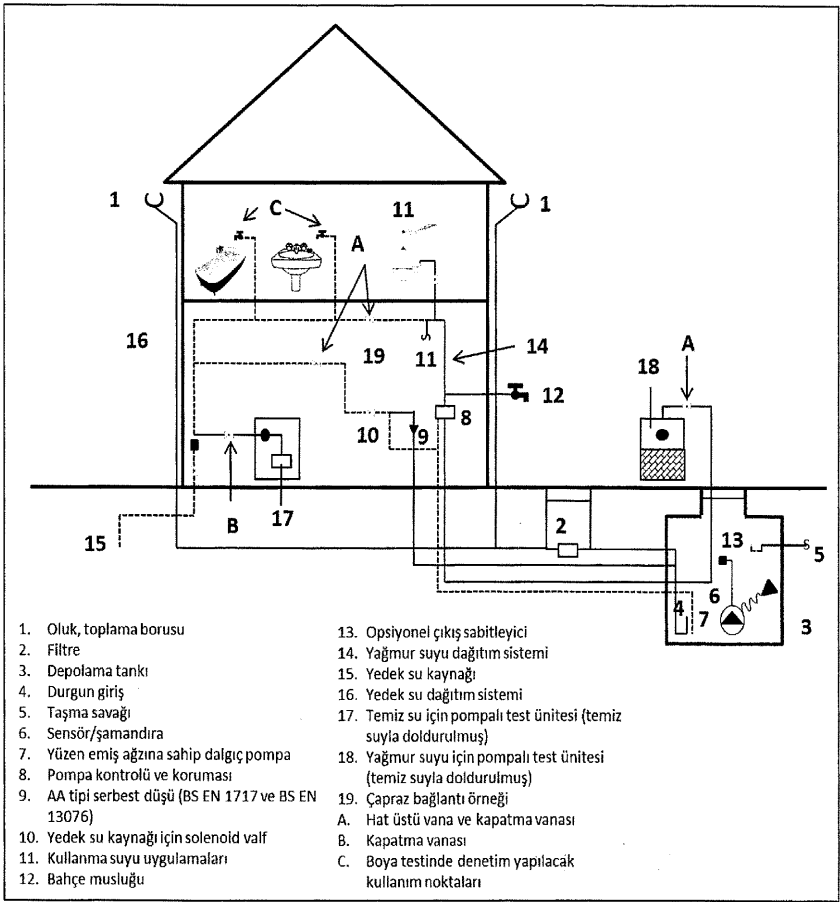 1
C
11
1
A
16
19
11
14
18
A
12
10
9
8
B
17
15
2
13
5
6
4
7
3
1. Oluk, toplama borusu
2. Filtre
3. Depolama tankı
4. Durgun giriş
5. Taşma savağı
6. Sensör/şamandıra
7. Yüzen emiş ağzına sahip dalgıç pompa
8. Pompa kontrolü ve koruması
9. AA tipi serbest düşü (BS EN 1717 ve BS EN
13076)
10. Yedek su kaynağı için solenoid valf
11. Kullanma suyu uygulamaları
12. Bahçe musluğu
13. Opsiyonel çıkış sabitleyici
14. Yağmur suyu dağıtım sistemi
15. Yedek su kaynağı
16. Yedek su dağıtım sistemi
17. Temiz su için pompalı test ünitesi (temiz
suyla doldurulmuş)
18. Yağmur suyu için pompalı test ünitesi
(temiz suyla doldurulmuş)
19. Çapraz bağlantı örneği
A. Hat üstü vana ve kapatma vanası
B. Kapatma vanası
C. Boya testinde denetim yapılacak
kullanım noktaları